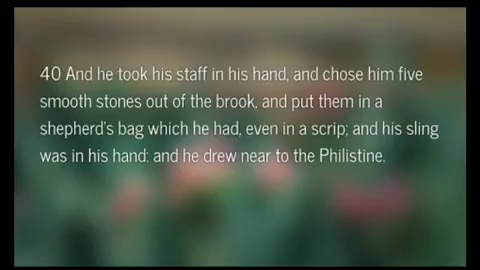 40 And he took his staff in his hand, and chose him five
smooth stones out of the brook, and put them in a
shepherd's bag which he had, even in a scrip; and his sling
was in his hand: and he drew near to the Philistine.